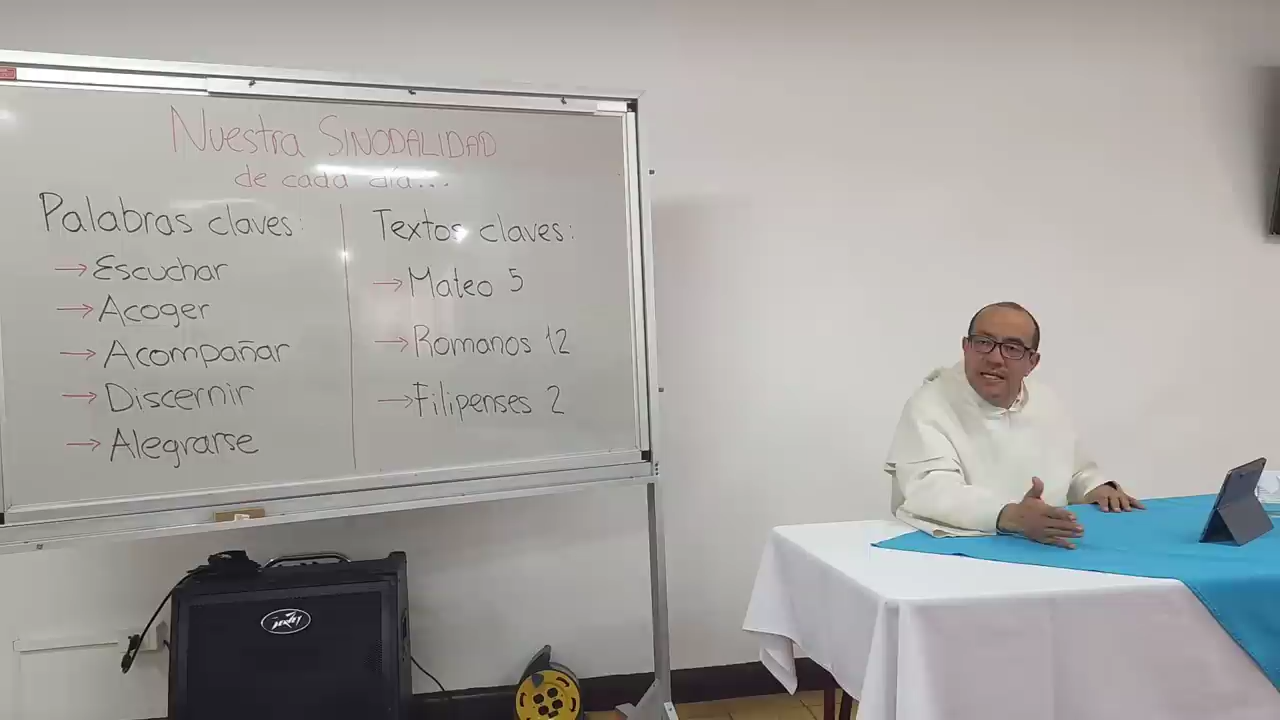 Nuestra SINODALIDAD
de cada día...
Palabras claves:
→ Escuchar
→ Acoger
→ Acompañar
→ Discernir
→ Alegrarse
Textos claves:
→ Mateo 5
→ Romanos 12
→ Filipenses 2
PEAVEY